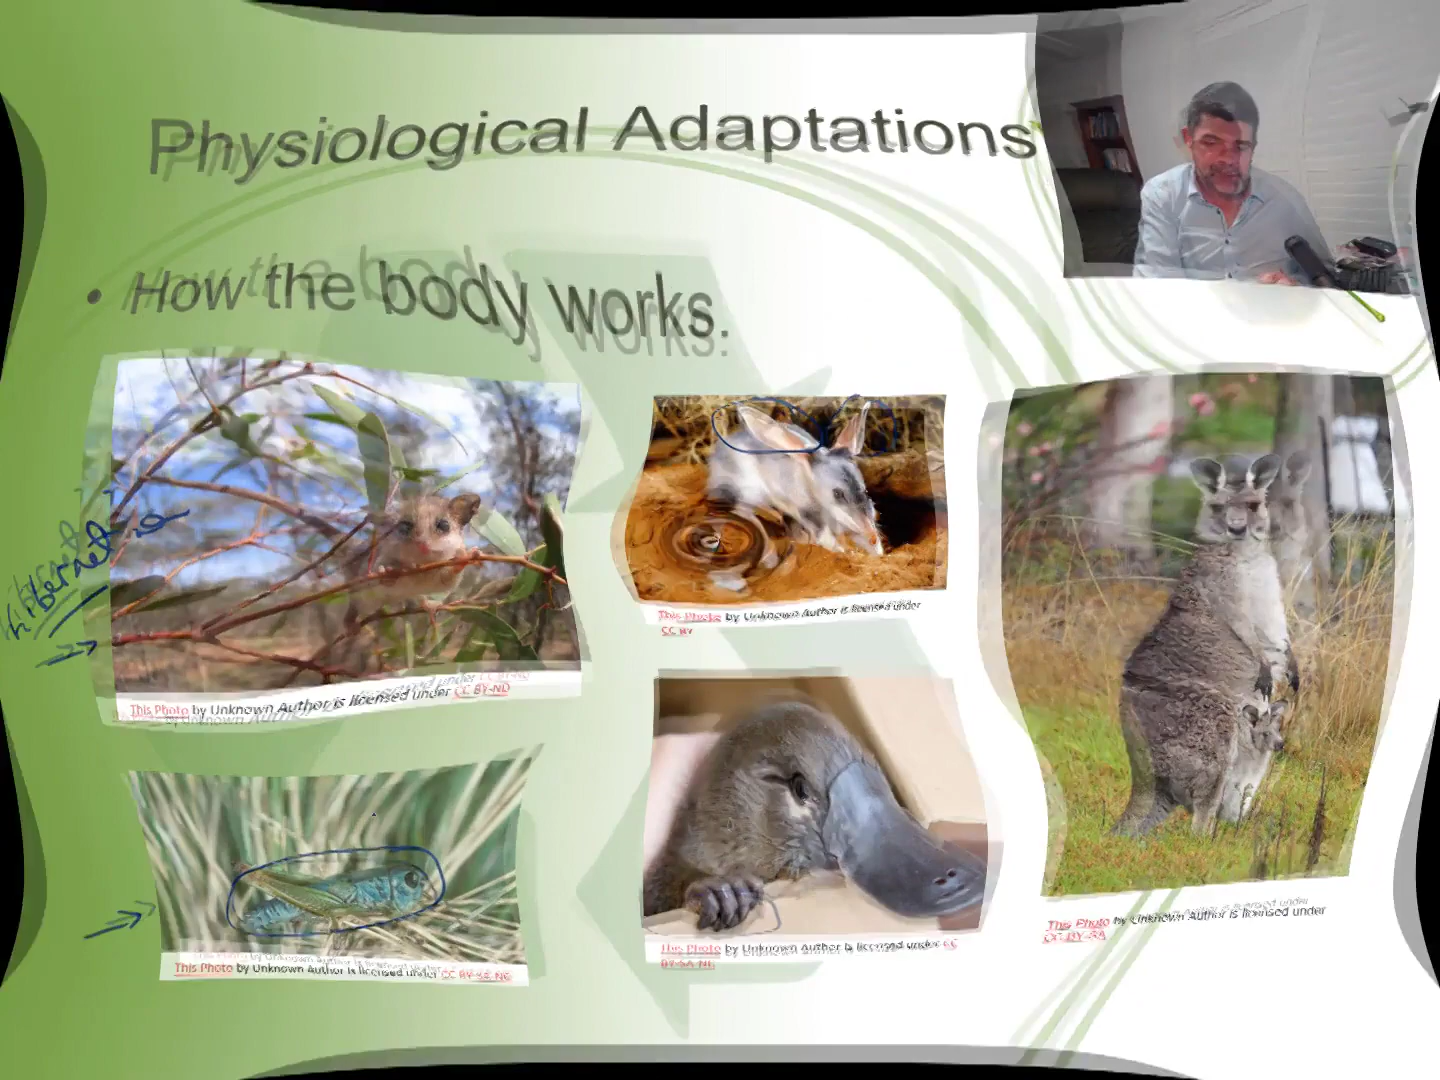 Physiological Adaptations
• How the body works.
This Photo by Unknown Author is licensed under CC BY-ND
This Photo by Unknown Author is licensed under
CC BY
This Photo by Unknown Author is licensed under CC BY-SA-NC
This Photo by Unknown Author is licensed under CC
BY-SA-NC
This Photo by Unknown Author is licensed under
CC BY-SA